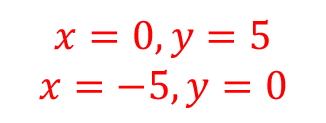 x = 0, y = 5
x = −5, y = 0